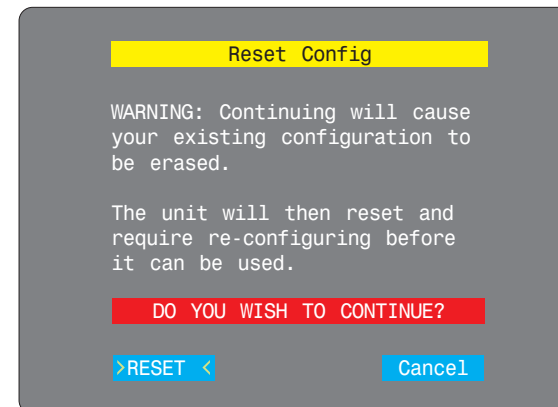 Reset Config
WARNING: Continuing will cause
your existing configuration to
be erased.
The unit will then reset and
require re-configuring before
it can be used.
DO YOU WISH TO CONTINUE?
>RESET < Cancel